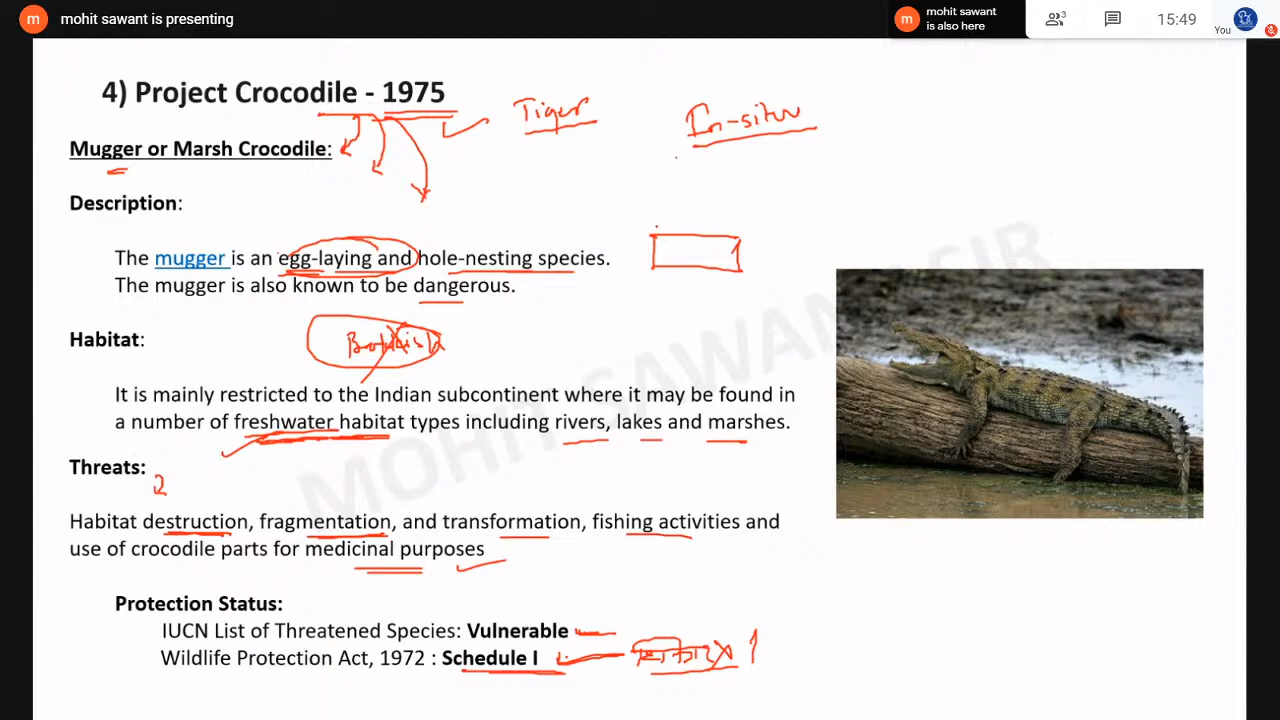 m mohit sawant is presenting
m mohit sawant is also here
3
15:49
You
4) Project Crocodile - 1975
Tiger
In-situ
Mugger or Marsh Crocodile:
Description:
The mugger is an egg-laying and hole-nesting species.
The mugger is also known to be dangerous.
Habitat:
It is mainly restricted to the Indian subcontinent where it may be found in
a number of freshwater habitat types including rivers, lakes and marshes.
Threats:
2
Habitat destruction, fragmentation, and transformation, fishing activities and
use of crocodile parts for medicinal purposes
Protection Status:
IUCN List of Threatened Species: Vulnerable
Wildlife Protection Act, 1972 : Schedule I
MOHIT SAWANT SIR